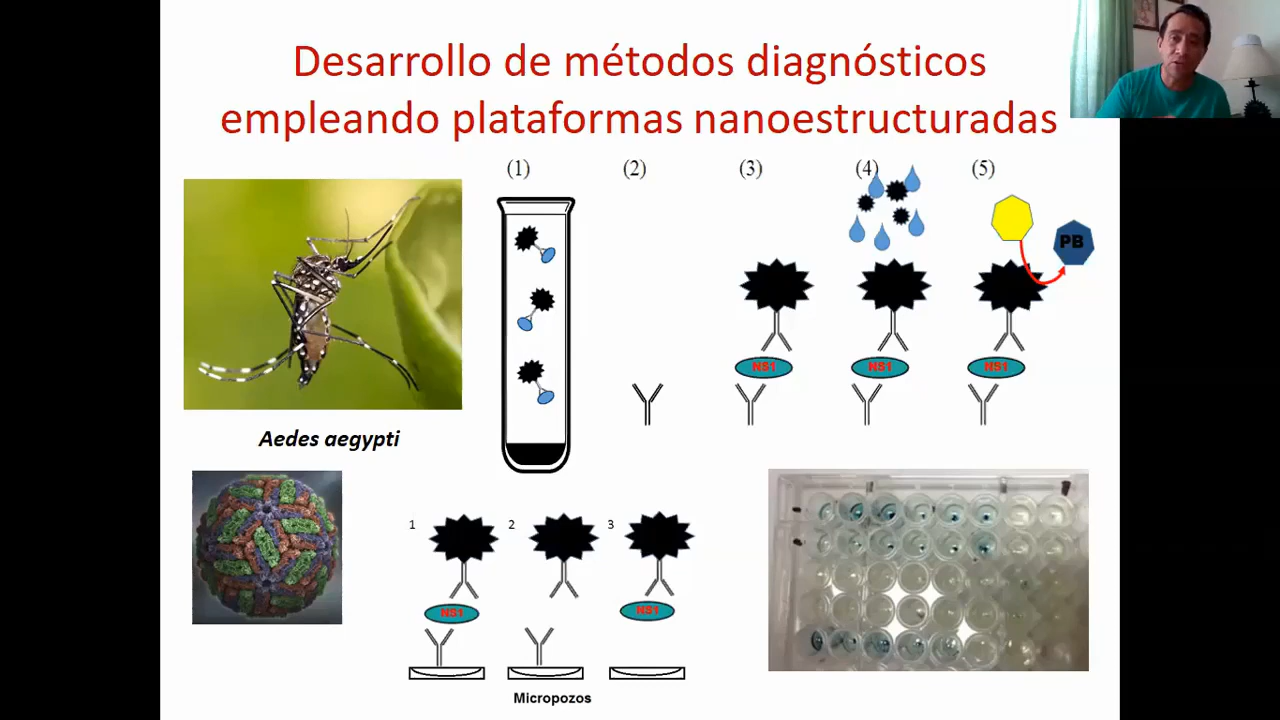 Desarrollo de métodos diagnósticos
empleando plataformas nanoestructuradas
(1)
(2)
(3)
(4)
(5)
PB
NS1
NS1
NS1
Aedes aegypti
1
2
3
NS1
NS1
Micropozos